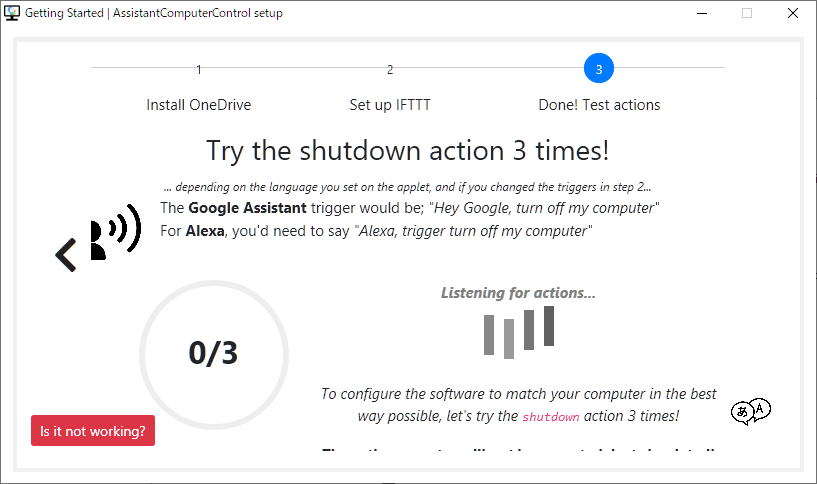 Getting Started | AssistantComputerControl setup
1
2
3
Install OneDrive
Set up IFTTT
Done! Test actions
Try the shutdown action 3 times!
... depending on the language you set on the applet, and if you changed the triggers in step 2...
The Google Assistant trigger would be; "Hey Google, turn off my computer"
For Alexa, you'd need to say "Alexa, trigger turn off my computer"
0/3
Listening for actions...
To configure the software to match your computer in the best
way possible, let's try the shutdown action 3 times!
Is it not working?
あ A